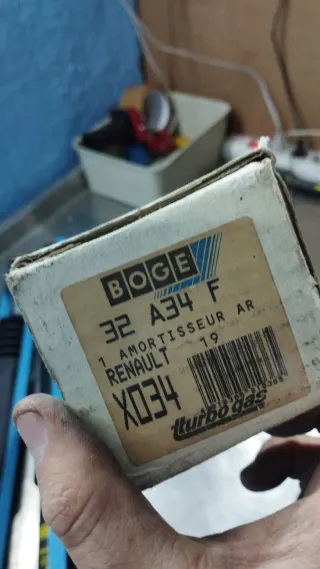 BOGE
32 A34 F
1 AMORTISSEUR AR
RENAULT 19
X034
turbo gas